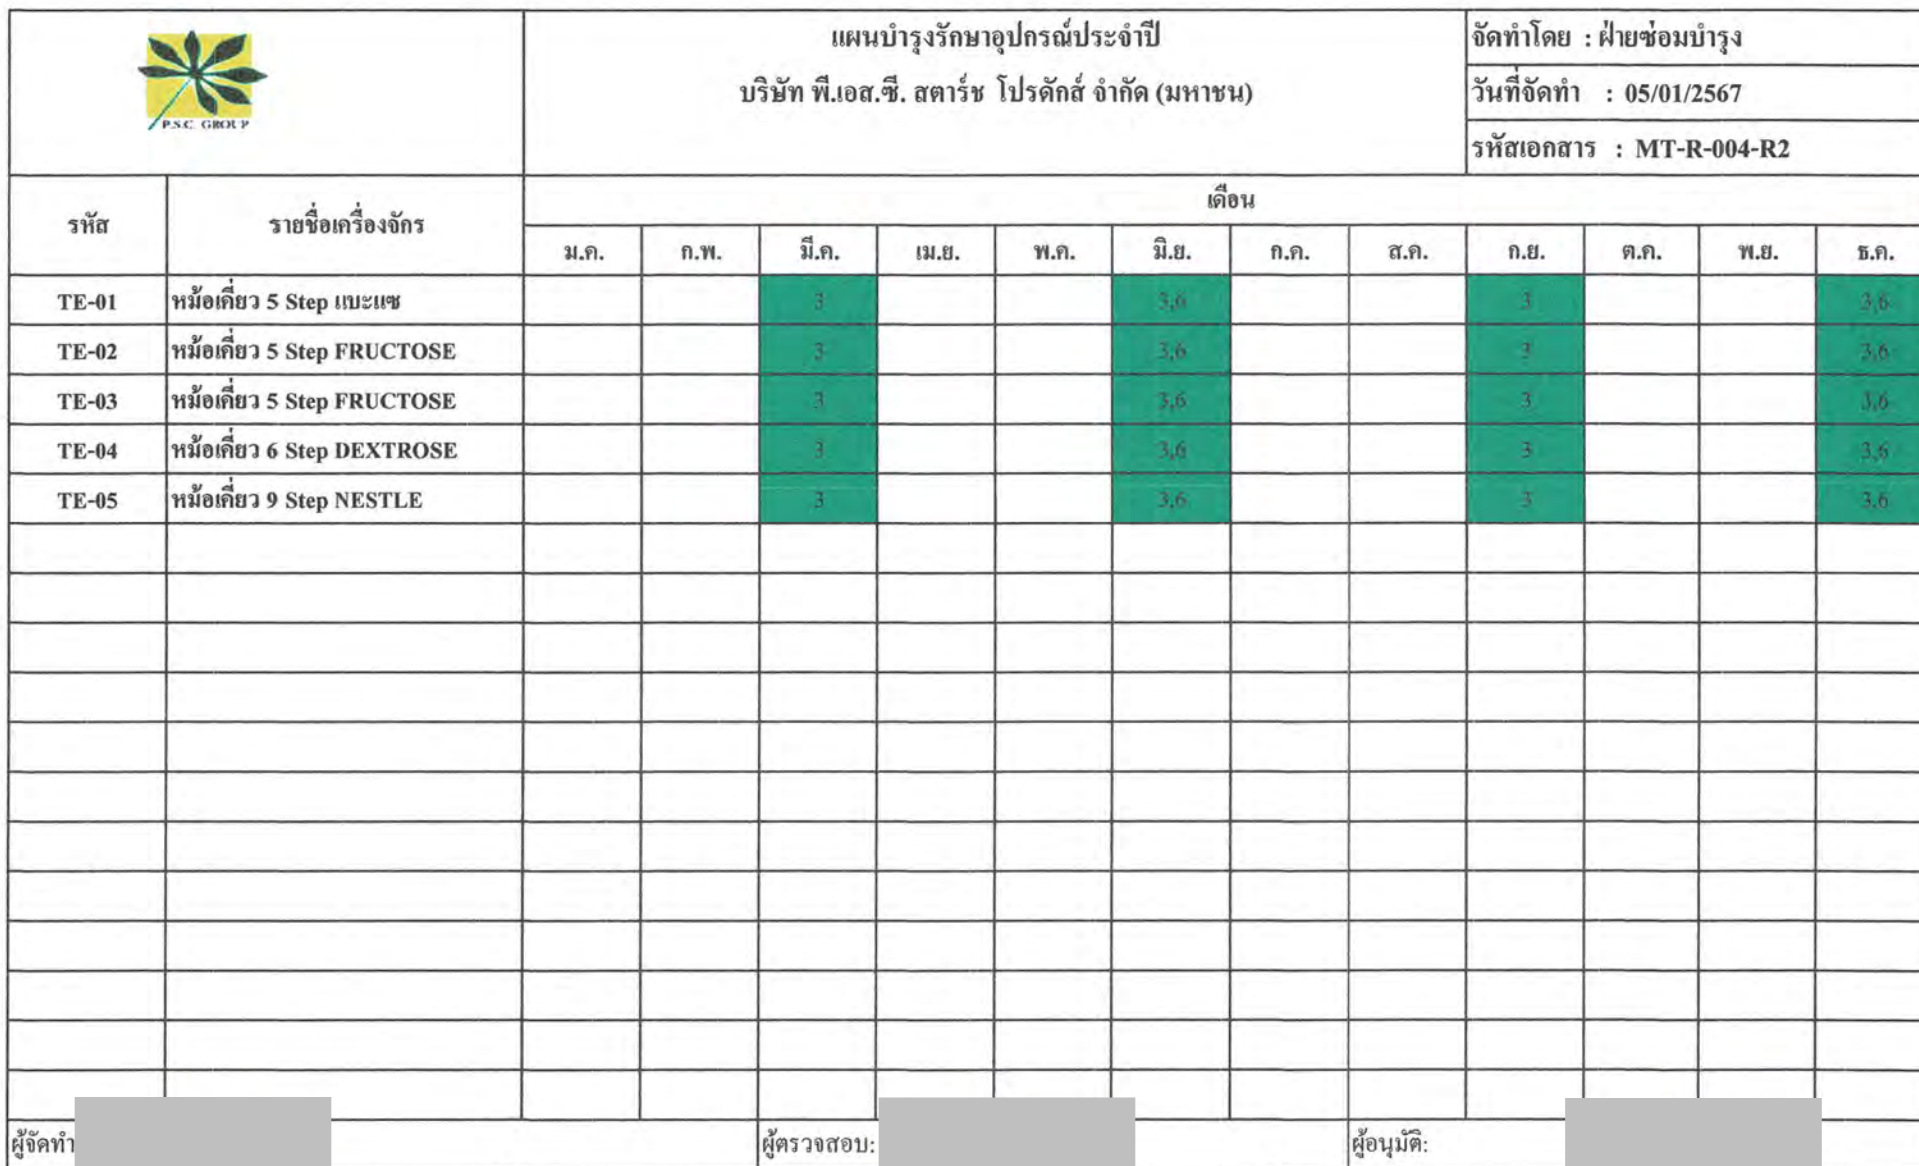 P.S.C. GROUP
แผนบำรุงรักษาอุปกรณ์ประจำปี
บริษัท พี.เอส.ซี. สตาร์ช โปรดักส์ จำกัด (มหาชน)
จัดทำโดย : ฝ่ายซ่อมบำรุง
วันที่จัดทำ : 05/01/2567
รหัสเอกสาร : MT-R-004-R2
รหัส รายชื่อเครื่องจักร เดือน
ม.ค. ก.พ. มี.ค. เม.ย. พ.ค. มิ.ย. ก.ค. ส.ค. ก.ย. ต.ค. พ.ย. ธ.ค.
TE-01 หม้อเคี่ยว 5 Step แบะแซ 3 3,6 3 3,6
TE-02 หม้อเคี่ยว 5 Step FRUCTOSE 3 3,6 3 3,6
TE-03 หม้อเคี่ยว 5 Step FRUCTOSE 3 3,6 3 3,6
TE-04 หม้อเคี่ยว 6 Step DEXTROSE 3 3,6 3 3,6
TE-05 หม้อเคี่ยว 9 Step NESTLE 3 3,6 3 3,6
ผู้จัดทำ ผู้ตรวจสอบ: ผู้อนุมัติ: